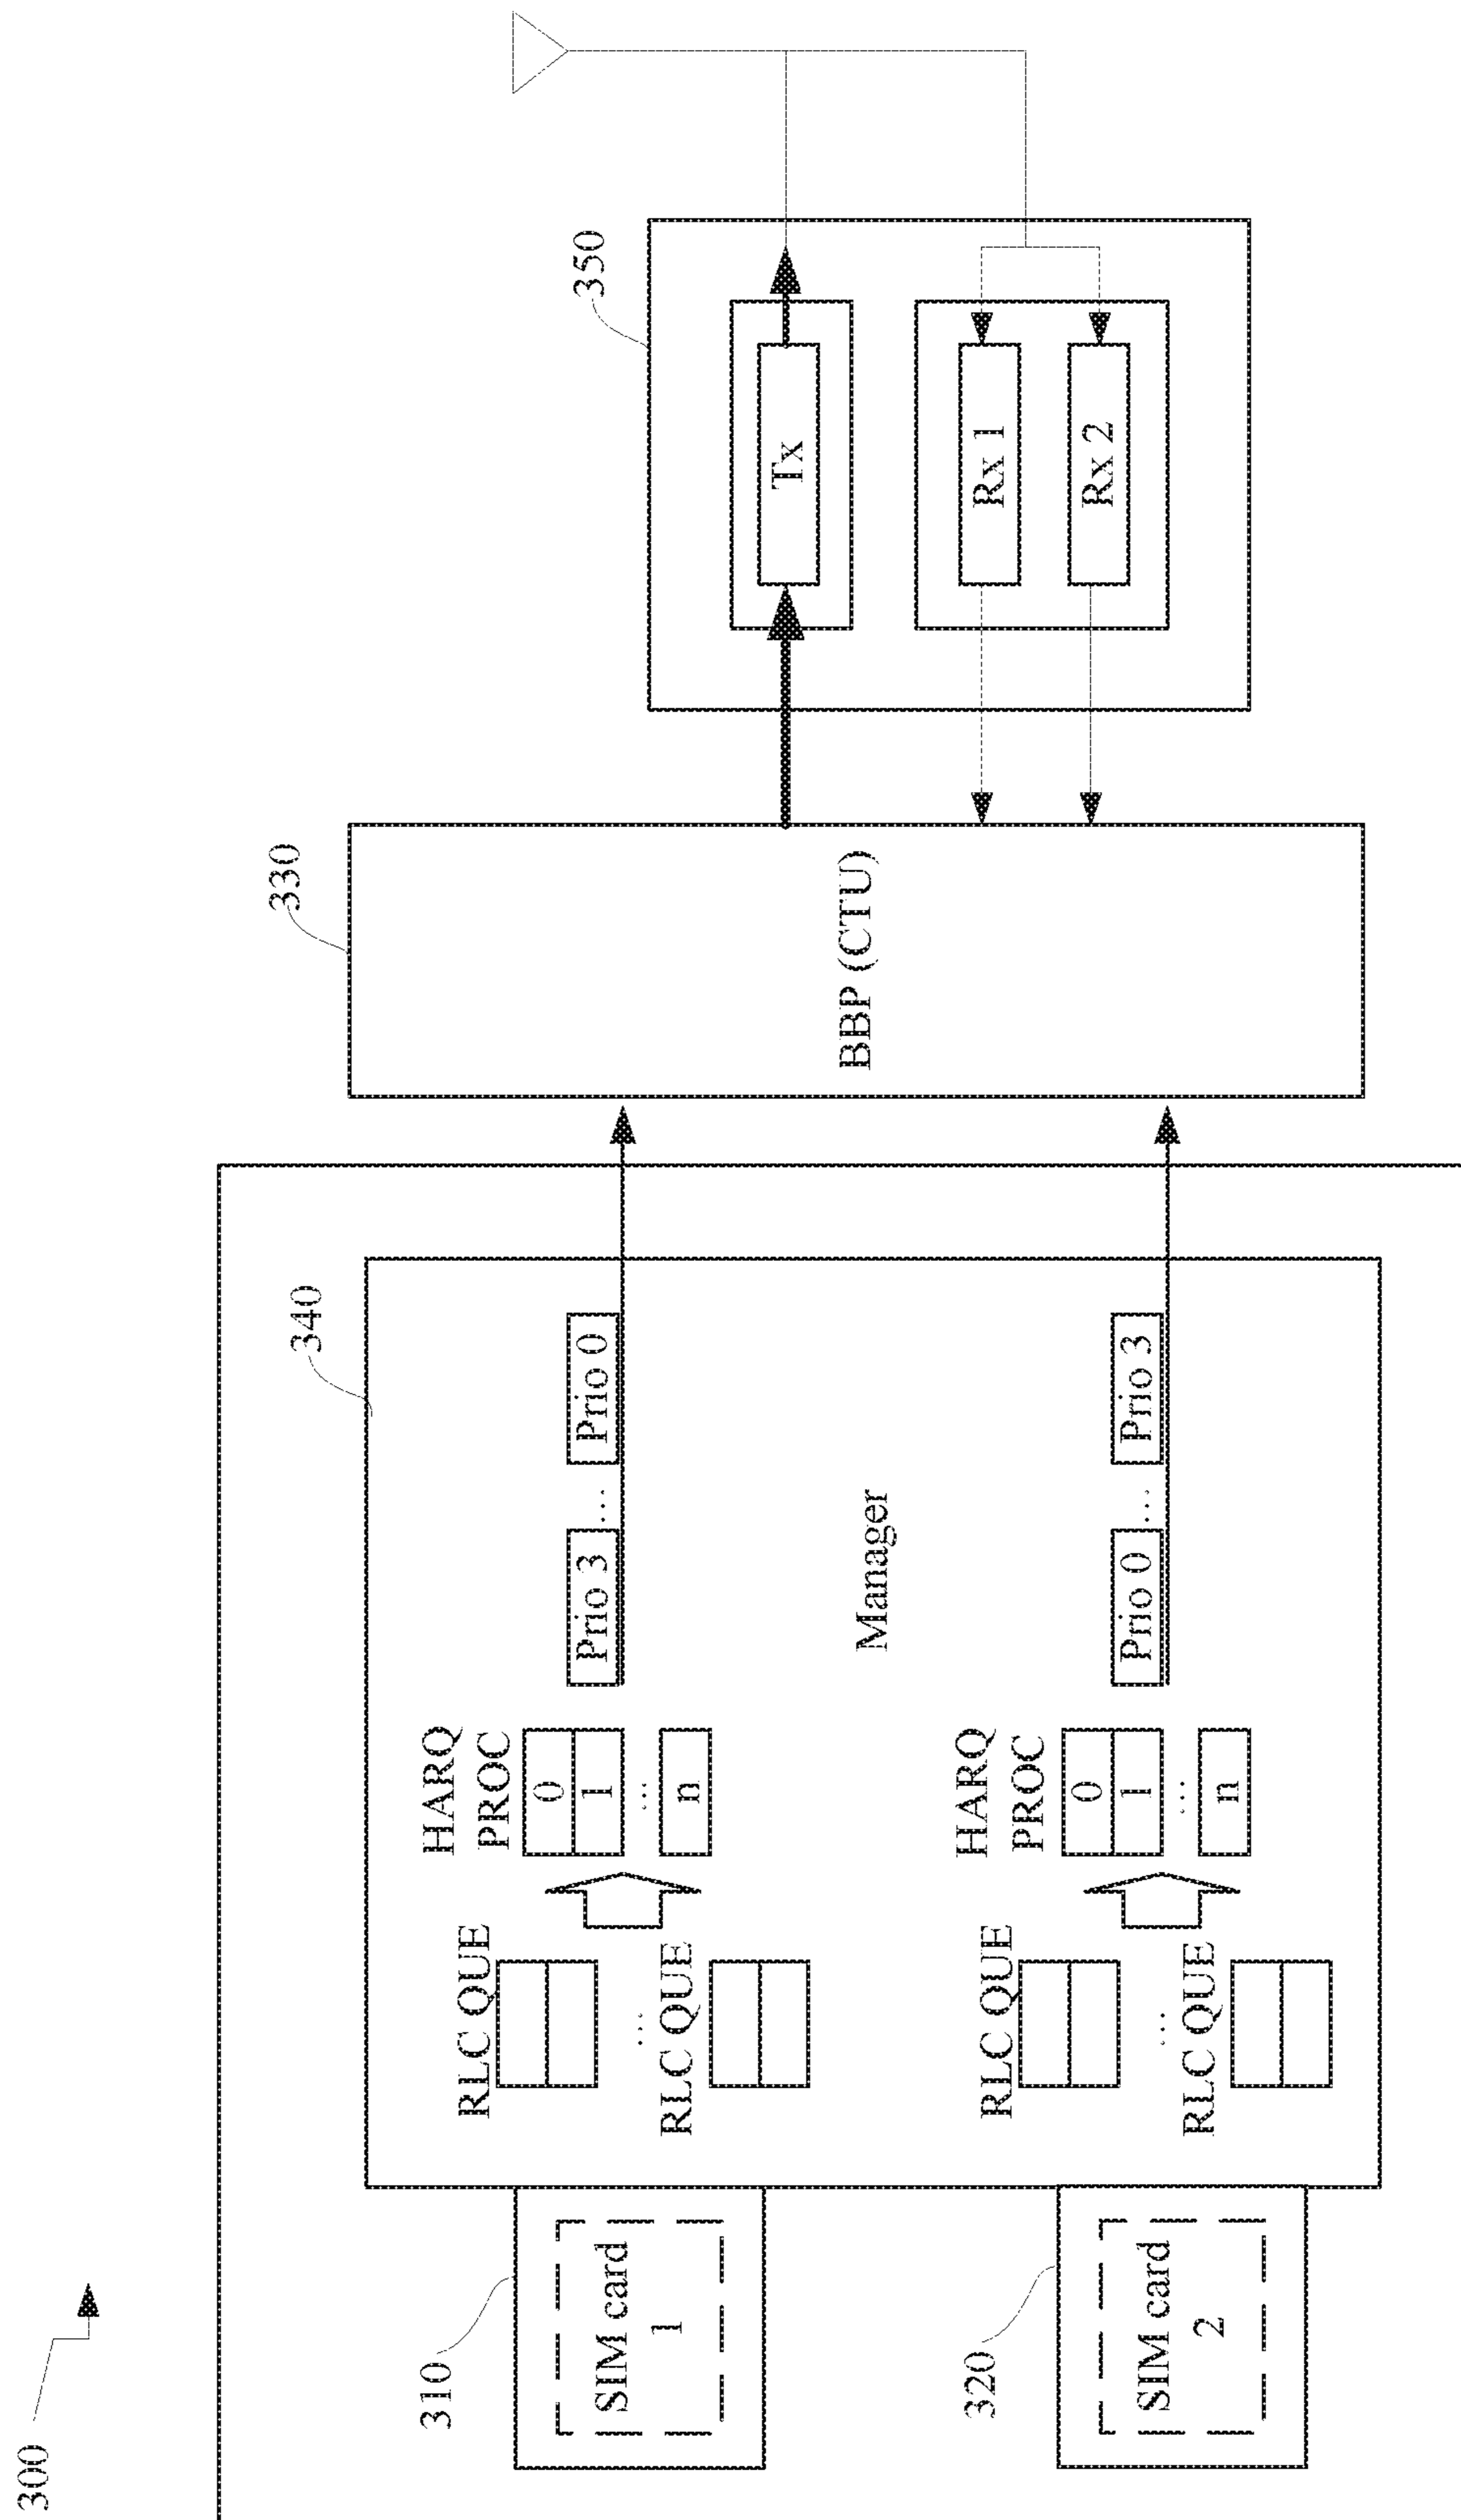 300
310
SIM card
1
320
SIM card
2
340
RLC QUE
...
RLC QUE
HARQ
PROC
0
1
...
n
Prio 3
...
Prio 0
Manager
RLC QUE
...
RLC QUE
HARQ
PROC
0
1
...
n
Prio 0
...
Prio 3
330
BBP (CTU)
350
Tx
Rx 1
Rx 2